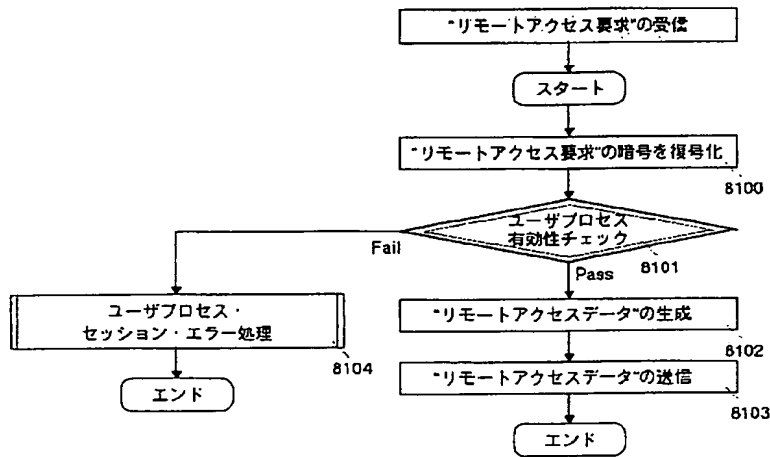 "リモートアクセス要求"の受信
スタート
"リモートアクセス要求"の暗号を復号化
8100
ユーザプロセス
有効性チェック
8101
Fail
Pass
ユーザプロセス・
セッション・エラー処理
8104
"リモートアクセスデータ"の生成
8102
エンド
"リモートアクセスデータ"の送信
8103
エンド